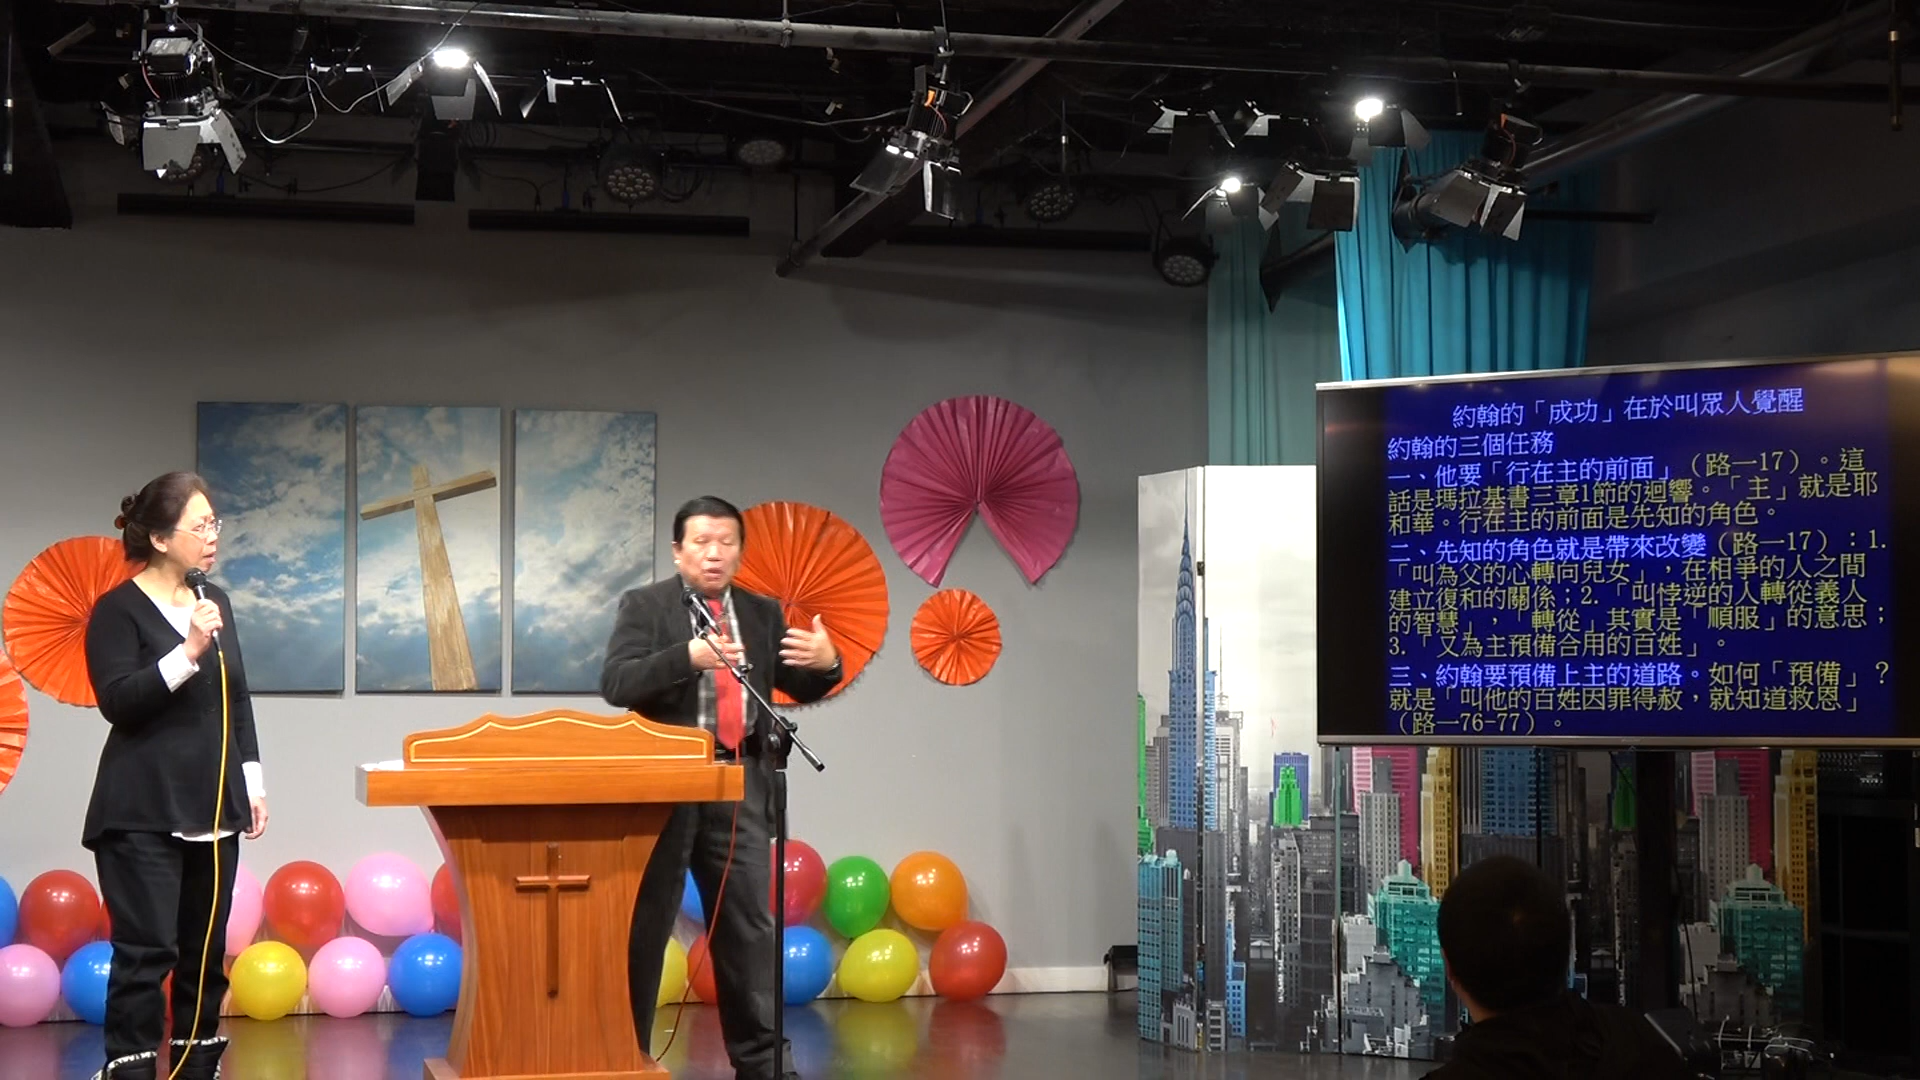 約翰的「成功」在於叫眾人覺醒
約翰的三個任務
一、他要「行在主的前面」（路一17）。這
話是瑪拉基書三章1節的迴響。「主」就是耶
和華。行在主的前面是先知的角色。
二、先知的角色就是帶來改變（路一17）：1.
「叫為父的心轉向兒女」，在相爭的人之間
建立復和的關係；2.「叫悖逆的人轉從義人
的智慧」，「轉從」其實是「順服」的意思；
3.「又為主預備合用的百姓」。
三、約翰要預備上主的道路。如何「預備」？
就是「叫他的百姓因罪得赦，就知道救恩」
（路一76-77）。